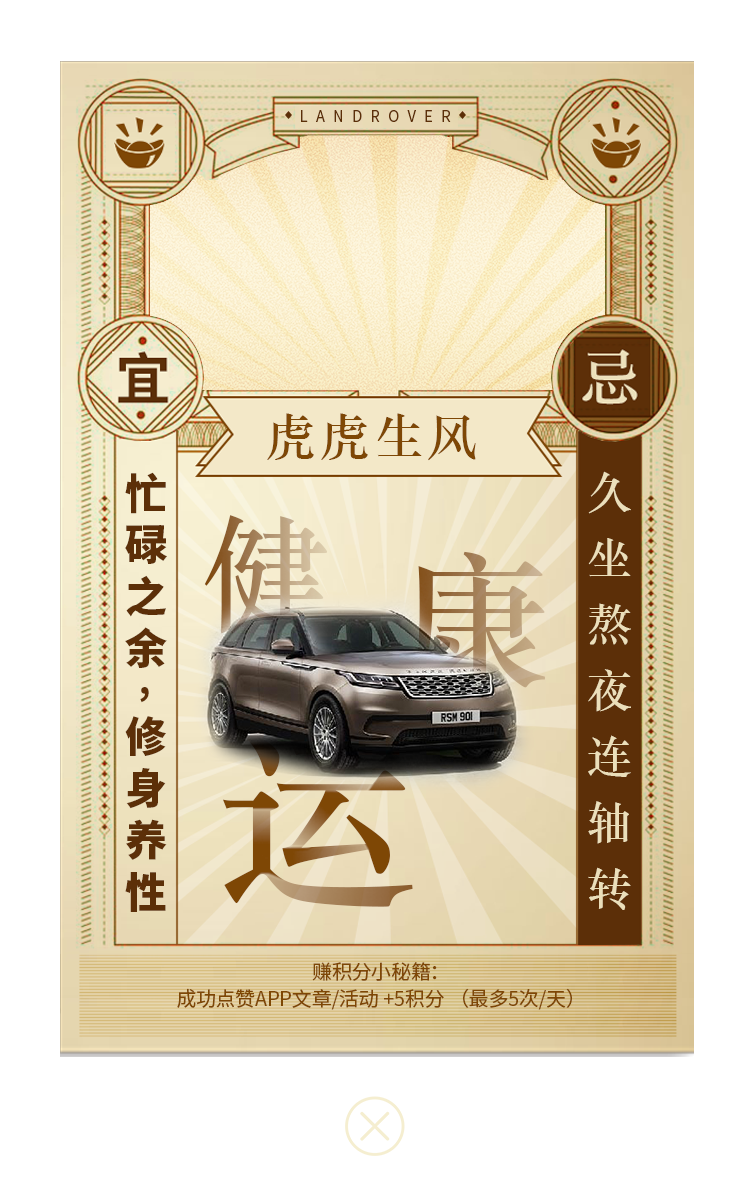 LANDROVER
宜
忌
虎虎生风
忙碌之余，修身养性
久坐熬夜连轴转
健
康
RSM 901
运
赚积分小秘籍：
成功点赞APP文章/活动 +5积分 （最多5次/天）